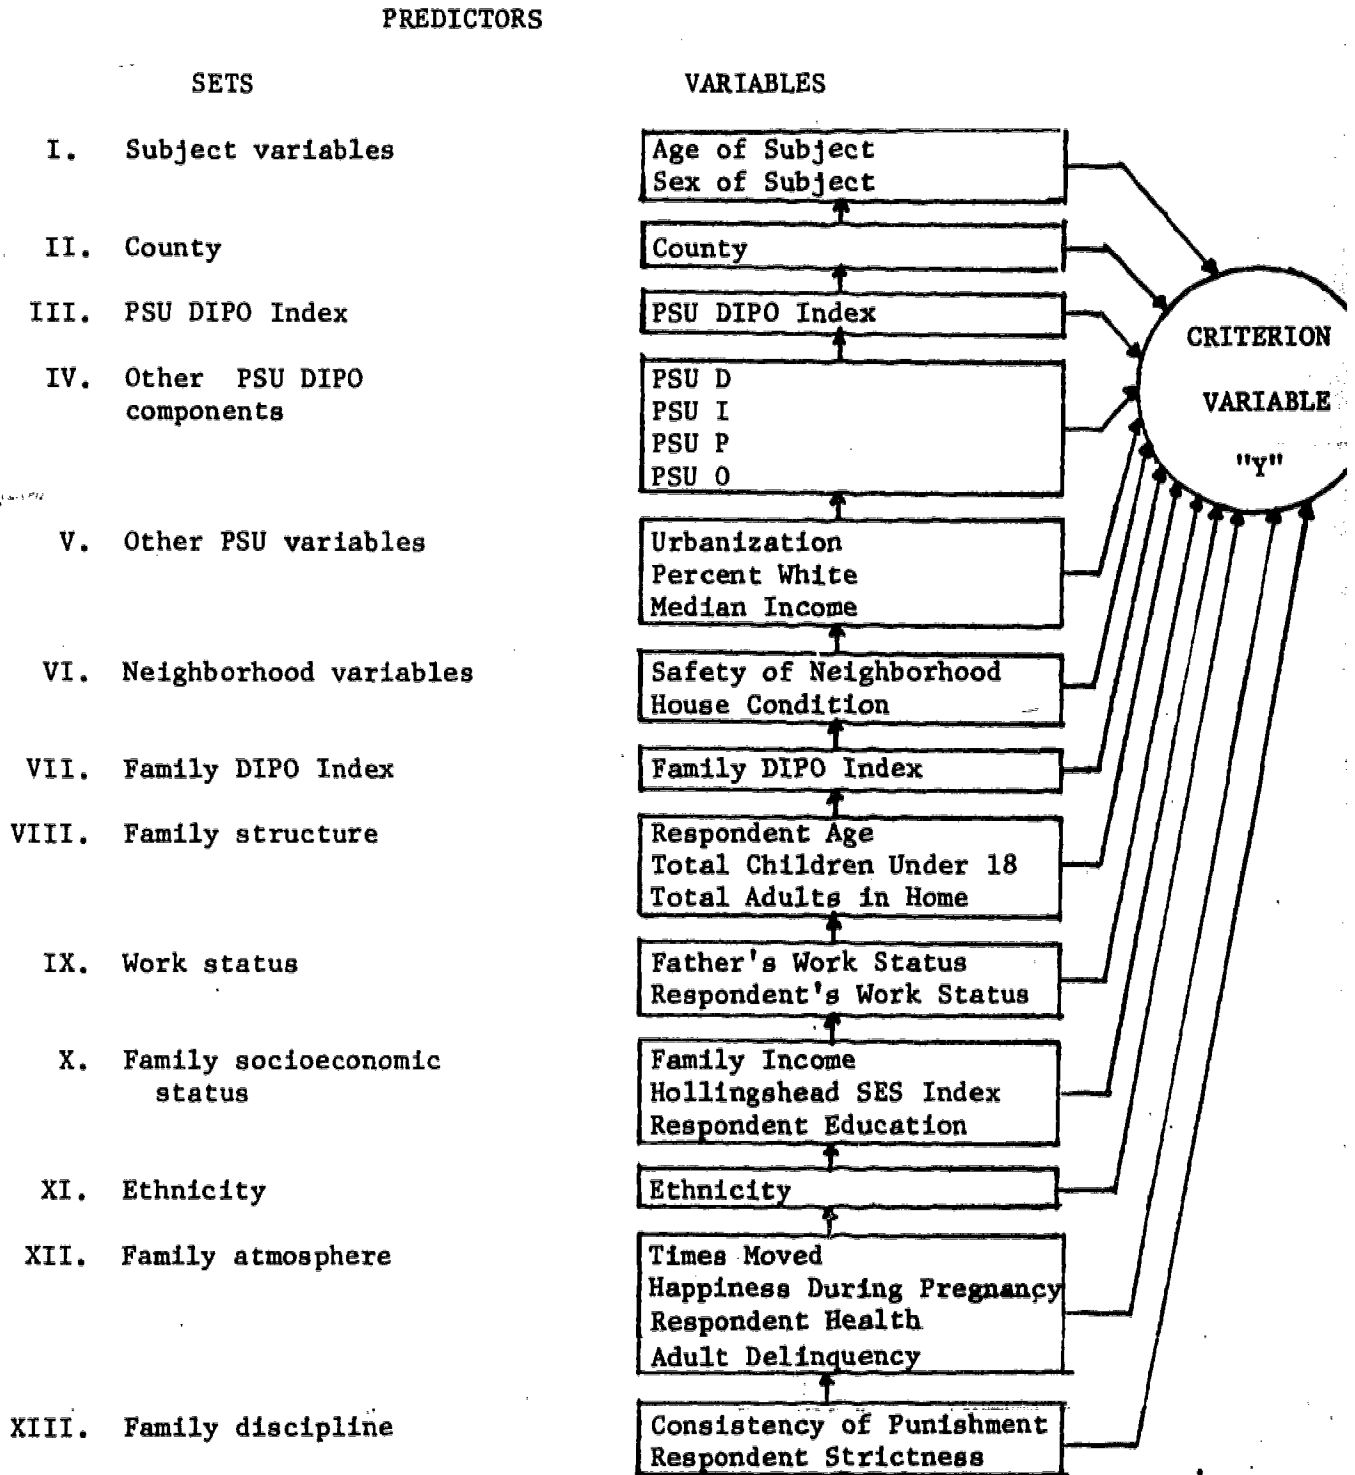 PREDICTORS
SETS VARIABLES
I. Subject variables
Age of Subject
Sex of Subject
II. County
County
III. PSU DIPO Index
PSU DIPO Index
CRITERION
VARIABLE
"Y"
IV. Other PSU DIPO
components
PSU D
PSU I
PSU P
PSU O
V. Other PSU variables
Urbanization
Percent White
Median Income
VI. Neighborhood variables
Safety of Neighborhood
House Condition
VII. Family DIPO Index
Family DIPO Index
VIII. Family structure
Respondent Age
Total Children Under 18
Total Adults in Home
IX. Work status
Father's Work Status
Respondent's Work Status
X. Family socioeconomic
status
Family Income
Hollingshead SES Index
Respondent Education
XI. Ethnicity
Ethnicity
XII. Family atmosphere
Times Moved
Happiness During Pregnancy
Respondent Health
Adult Delinquency
XIII. Family discipline
Consistency of Punishment
Respondent Strictness